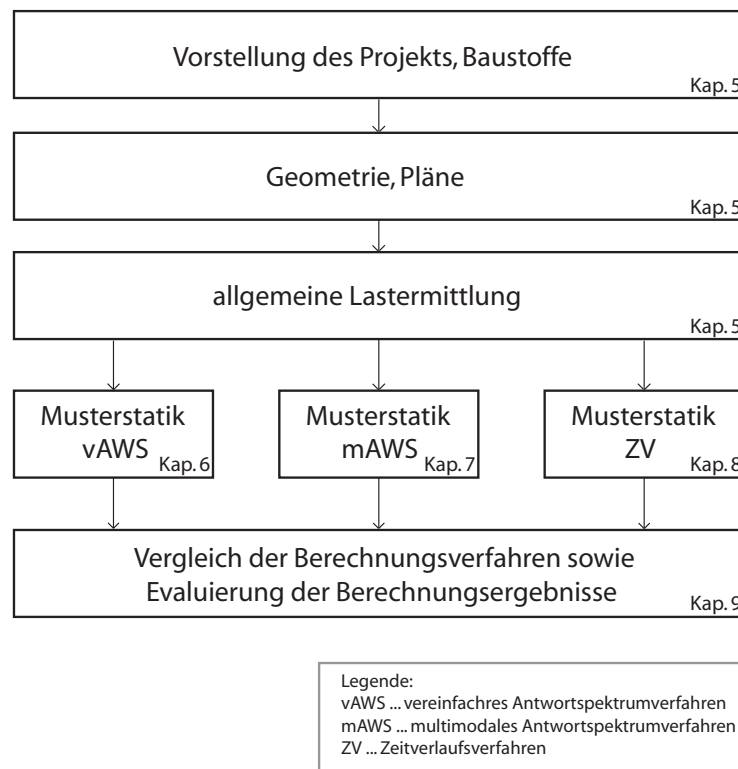 Vorstellung des Projekts, Baustoffe
Kap. 5
Geometrie, Pläne
Kap. 5
allgemeine Lastermittlung
Kap. 5
Musterstatik
vAWS
Kap. 6
Musterstatik
mAWS
Kap. 7
Musterstatik
ZV
Kap. 8
Vergleich der Berechnungsverfahren sowie
Evaluierung der Berechnungsergebnisse
Kap. 9
Legende:
vAWS ... vereinfachres Antwortspektrumverfahren
mAWS ... multimodales Antwortspektrumverfahren
ZV ... Zeitverlaufsverfahren